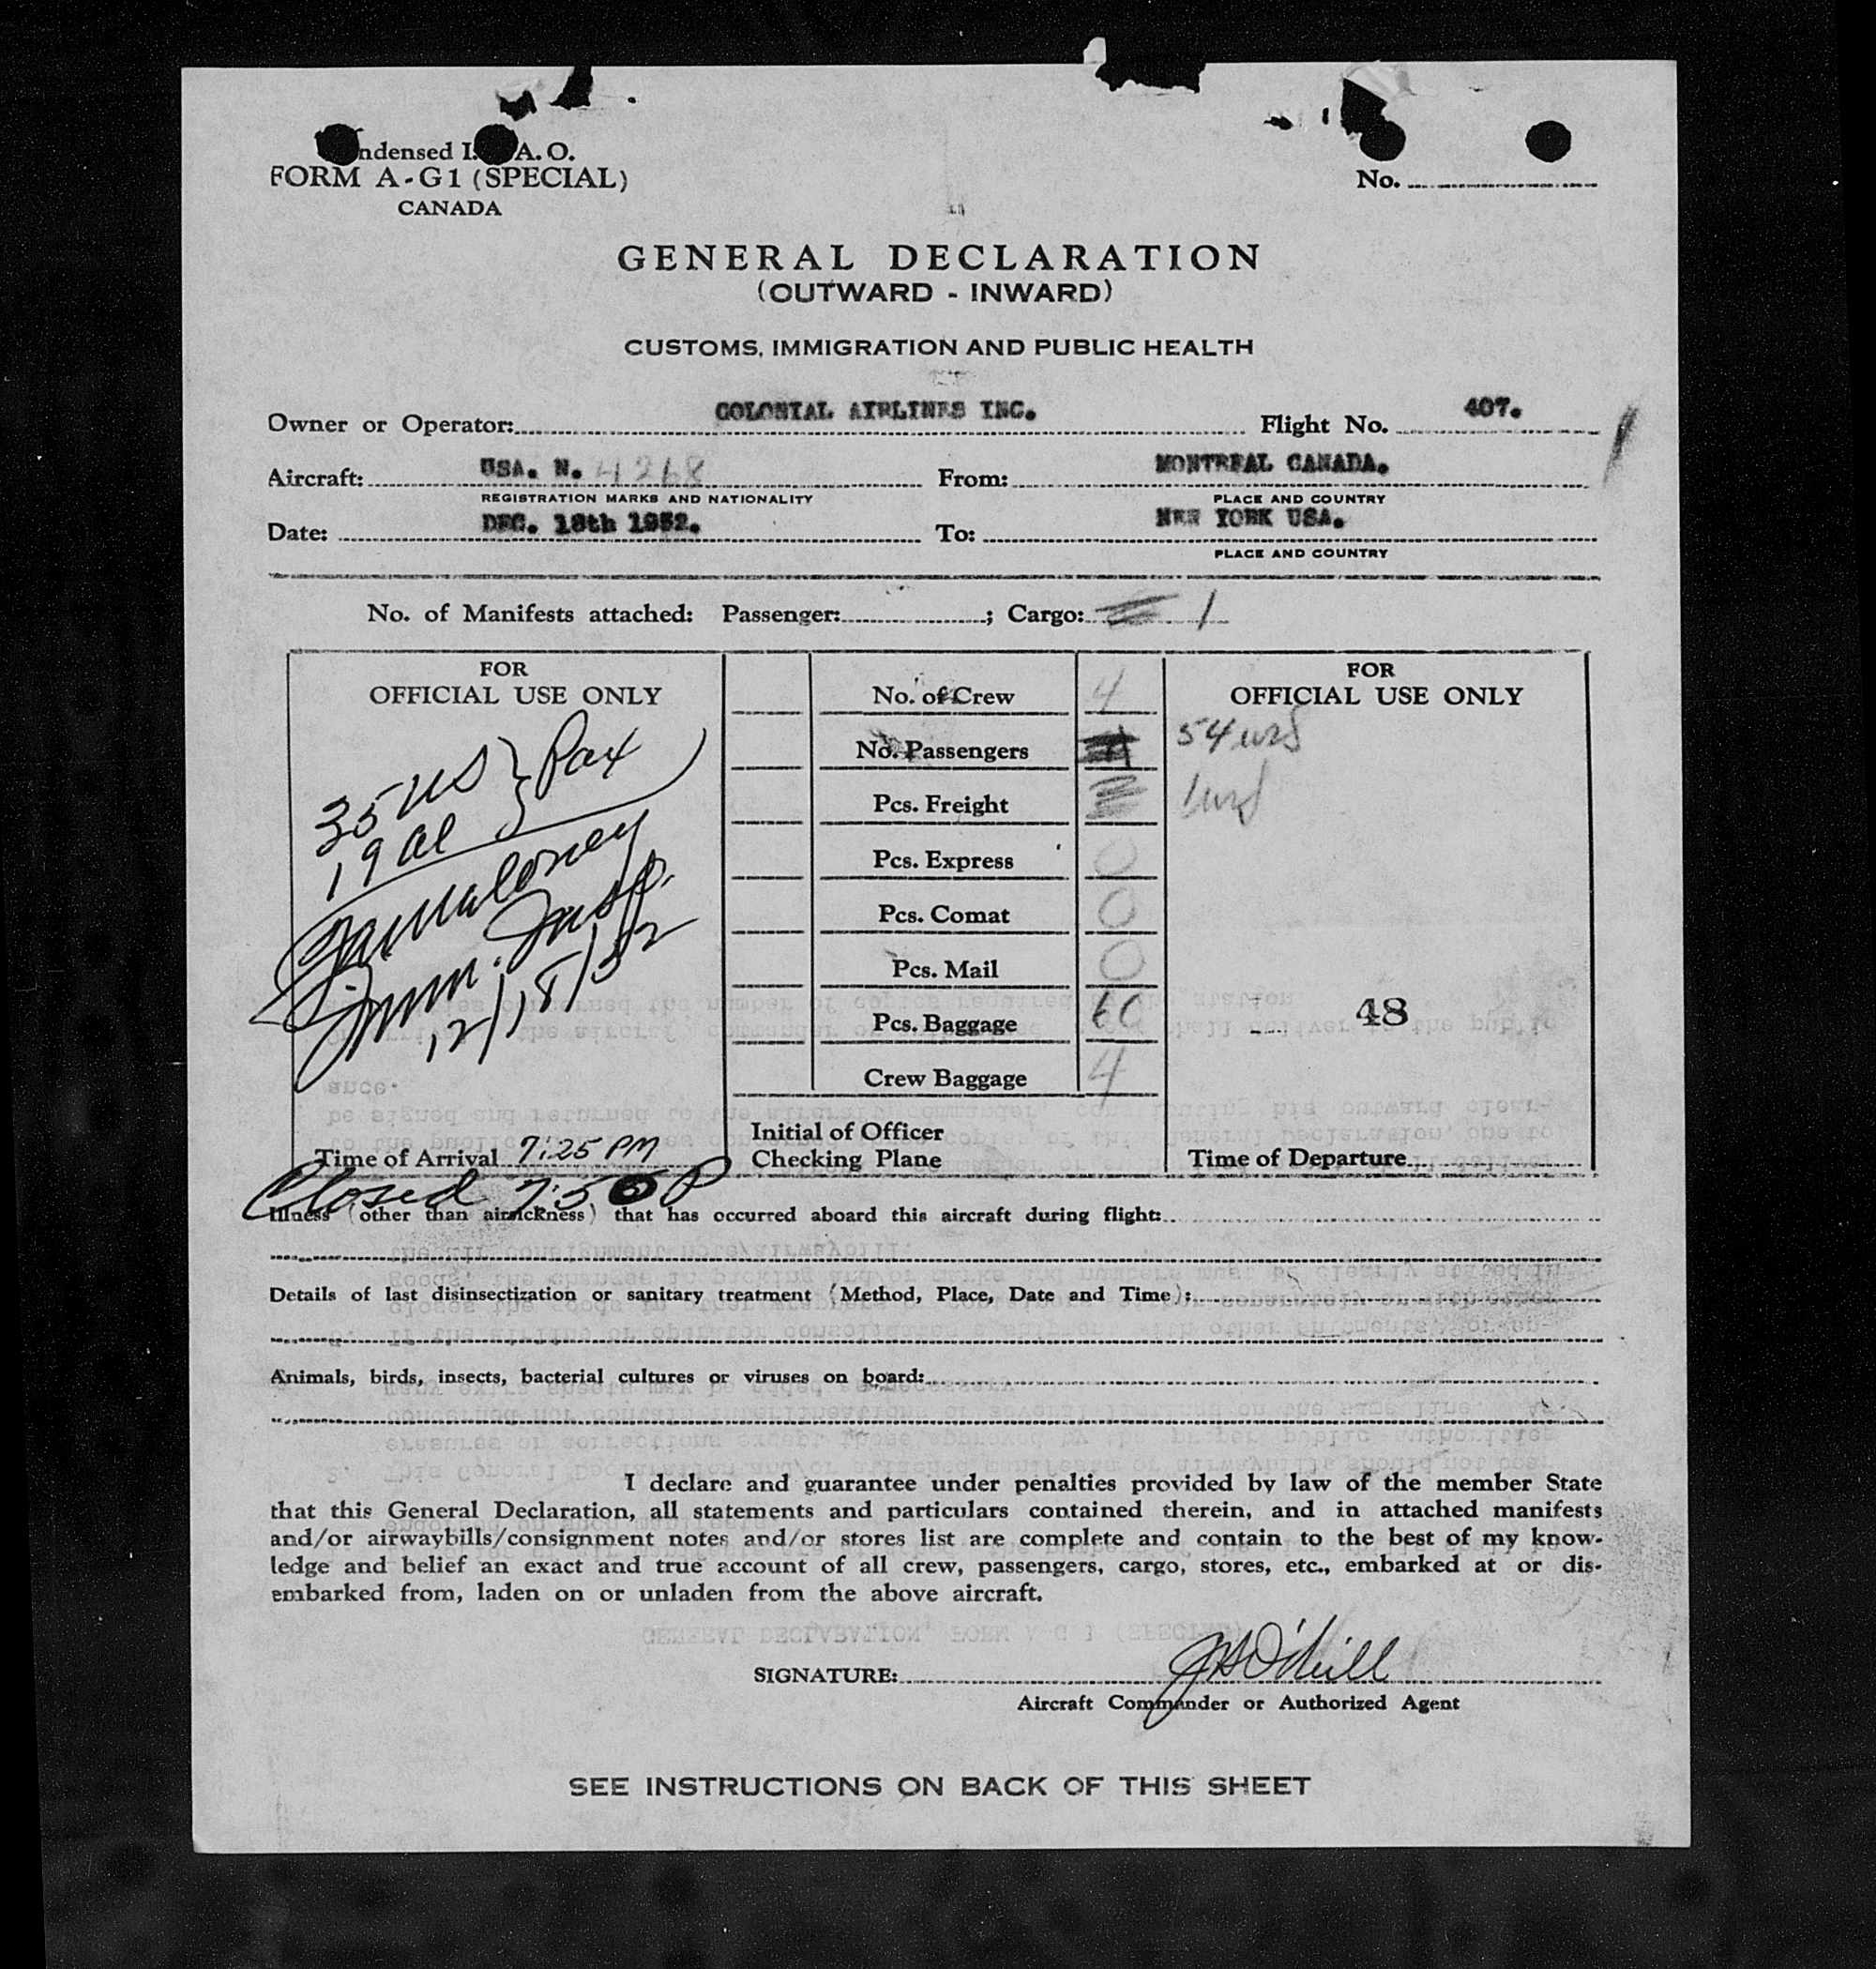 ndensed I. A. O.
FORM A-G1 (SPECIAL)
CANADA
No.
GENERAL DECLARATION
(OUTWARD - INWARD)
CUSTOMS, IMMIGRATION AND PUBLIC HEALTH
Owner or Operator: COLONIAL AIRLINES INC. Flight No. 407.
Aircraft: USA. N. 4268 From: MONTREAL CANADA.
REGISTRATION MARKS AND NATIONALITY PLACE AND COUNTRY
Date: DEC. 18th 1952. To: NEW YORK USA.
PLACE AND COUNTRY
No. of Manifests attached: Passenger: ; Cargo: 1
FOR
OFFICIAL USE ONLY
35 US } Pax
19 al
Imm. Insp.
12/18/52
Time of Arrival 7:25 PM
Closed 7:50 P
No. of Crew 4
No. Passengers
Pcs. Freight
Pcs. Express 0
Pcs. Comat 0
Pcs. Mail 0
Pcs. Baggage 60
Crew Baggage 4
Initial of Officer
Checking Plane
FOR
OFFICIAL USE ONLY
54
48
Time of Departure
Illness (other than airsickness) that has occurred aboard this aircraft during flight:
Details of last disinsectization or sanitary treatment (Method, Place, Date and Time):
Animals, birds, insects, bacterial cultures or viruses on board:
I declare and guarantee under penalties provided by law of the member State
that this General Declaration, all statements and particulars contained therein, and in attached manifests
and/or airwaybills/consignment notes and/or stores list are complete and contain to the best of my know-
ledge and belief an exact and true account of all crew, passengers, cargo, stores, etc., embarked at or dis-
embarked from, laden on or unladen from the above aircraft.
SIGNATURE: J H O'Neill
Aircraft Commander or Authorized Agent
SEE INSTRUCTIONS ON BACK OF THIS SHEET